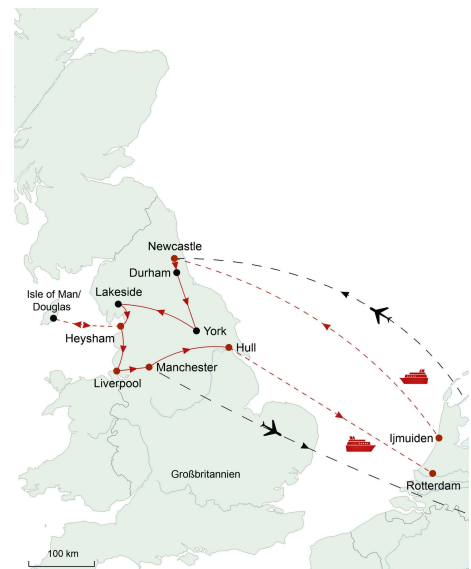 Newcastle
Durham
Isle of Man/
Douglas
Lakeside
York
Heysham
Hull
Manchester
Liverpool
Ijmuiden
Großbritannien
Rotterdam
100 km